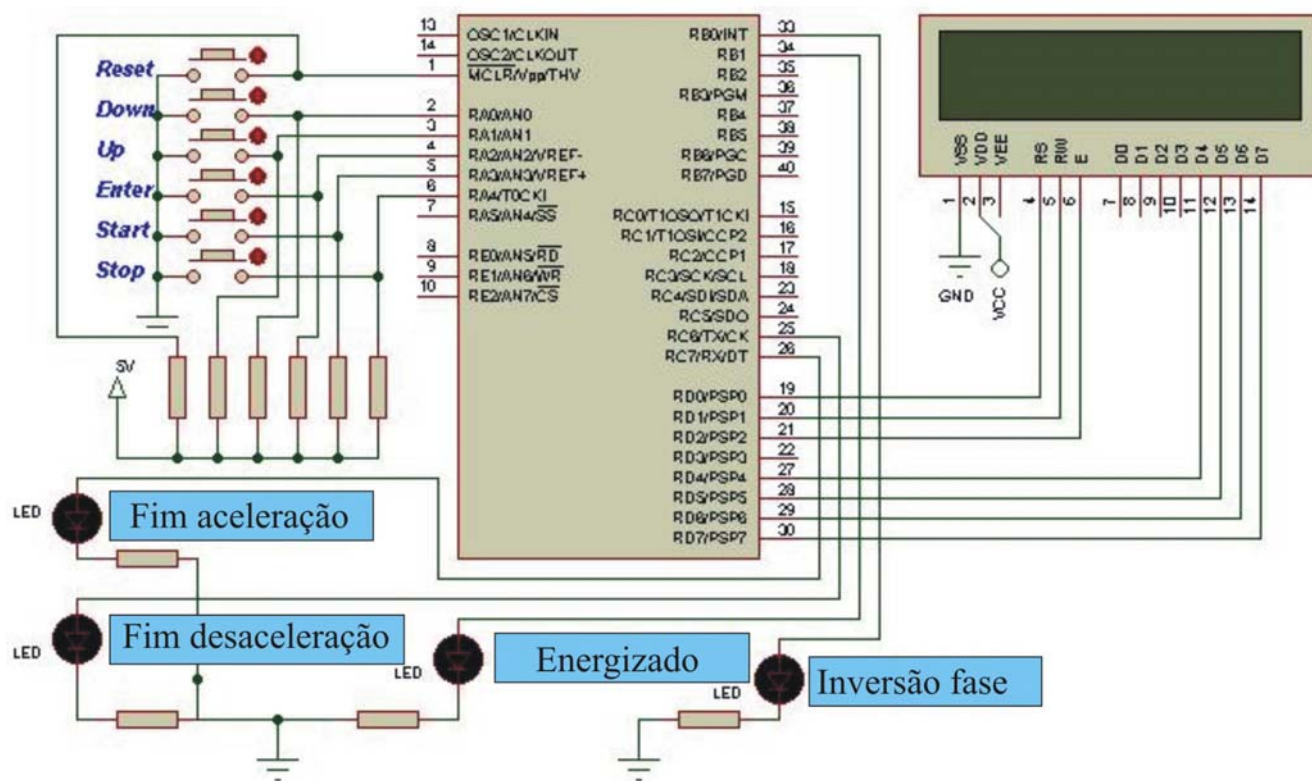 Reset
Down
Up
Enter
Start
Stop
5V
13 OSC1/CLKIN
14 OSC2/CLKOUT
1 MCLR/Vpp/THV
2 RA0/AN0
3 RA1/AN1
4 RA2/AN2/VREF-
5 RA3/AN3/VREF+
6 RA4/T0CKI
7 RA5/AN4/SS
8 RE0/AN5/RD
9 RE1/AN6/WR
10 RE2/AN7/CS
RB0/INT 33
RB1 34
RB2 35
RB3/PGM 36
RB4 37
RB5 38
RB6/PGC 39
RB7/PGD 40
RC0/T1OSO/T1CKI 15
RC1/T1OSI/CCP2 16
RC2/CCP1 17
RC3/SCK/SCL 18
RC4/SDI/SDA 23
RC5/SDO 24
RC6/TX/CK 25
RC7/RX/DT 26
RD0/PSP0 19
RD1/PSP1 20
RD2/PSP2 21
RD3/PSP3 22
RD4/PSP4 27
RD5/PSP5 28
RD6/PSP6 29
RD7/PSP7 30
VSS VDD VEE RS RW E D0 D1 D2 D3 D4 D5 D6 D7
1 2 3 4 5 6 7 8 9 10 11 12 13 14
GND
VCC
LED
Fim aceleração
LED
Fim desaceleração
LED
Energizado
LED
Inversão fase